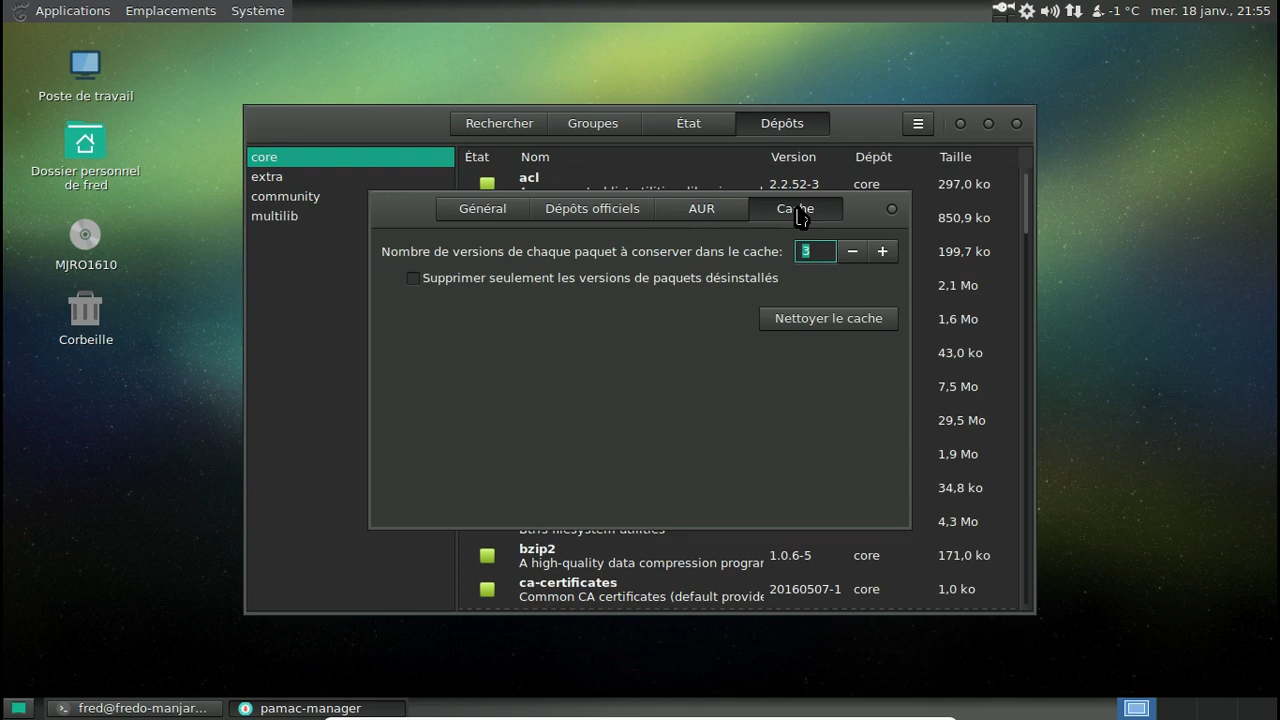 Applications Emplacements Système -1 °C mer. 18 janv., 21:55
Poste de travail
Dossier personnel
de fred
MJRO1610
Corbeille
Rechercher Groupes État Dépôts
core
extra
community
multilib
État Nom Version Dépôt Taille
acl 2.2.52-3 core 297,0 ko
850,9 ko
199,7 ko
2,1 Mo
1,6 Mo
43,0 ko
7,5 Mo
29,5 Mo
1,9 Mo
34,8 ko
4,3 Mo
Général Dépôts officiels AUR Cache
Nombre de versions de chaque paquet à conserver dans le cache: 3 − +
Supprimer seulement les versions de paquets désinstallés
Nettoyer le cache
Btrfs filesystem utilities
bzip2 1.0.6-5 core 171,0 ko
A high-quality data compression prograr
ca-certificates 20160507-1 core 1,0 ko
Common CA certificates (default provide
fred@fredo-manjar... pamac-manager